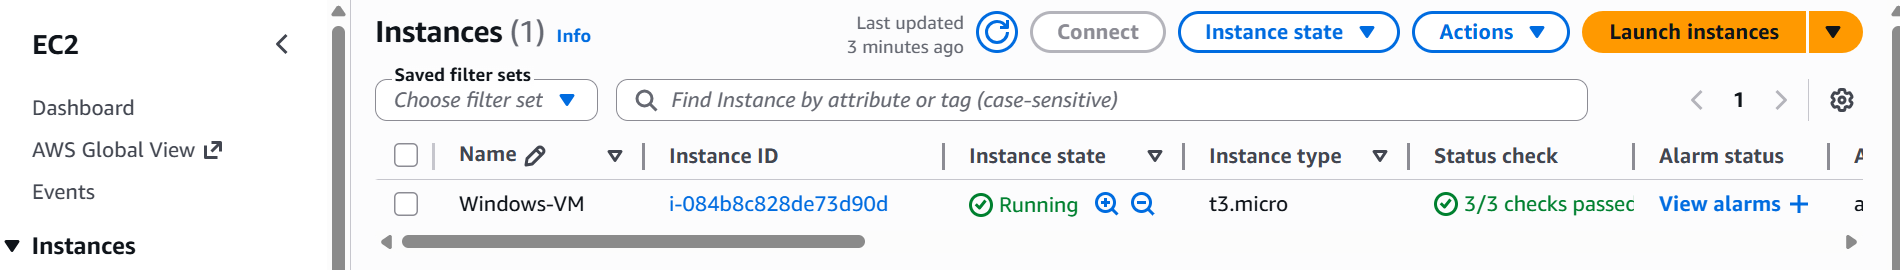 EC2
Dashboard
AWS Global View
Events
Instances
Instances (1) Info
Last updated
3 minutes ago
Connect
Instance state
Actions
Launch instances
Saved filter sets
Choose filter set
Find Instance by attribute or tag (case-sensitive)
1
Name Instance ID Instance state Instance type Status check Alarm status A
Windows-VM i-084b8c828de73d90d Running t3.micro 3/3 checks passed View alarms + a